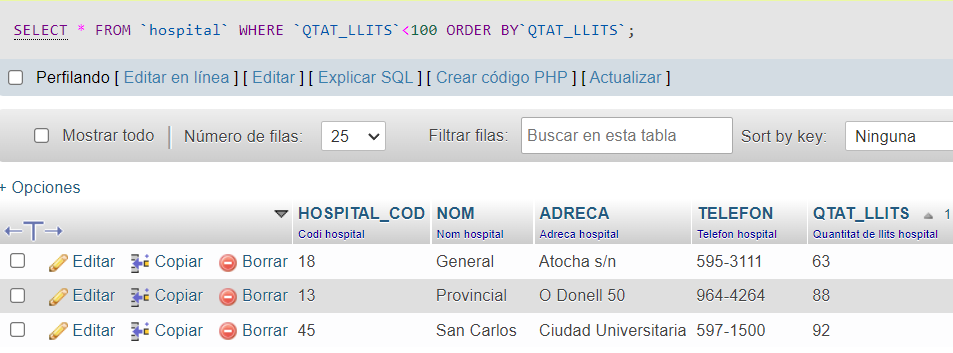 SELECT * FROM `hospital` WHERE `QTAT_LLITS`<100 ORDER BY`QTAT_LLITS`;
Perfilando [ Editar en línea ] [ Editar ] [ Explicar SQL ] [ Crear código PHP ] [ Actualizar ]
Mostrar todo | Número de filas: 25 Filtrar filas: Buscar en esta tabla Sort by key: Ninguna
+ Opciones
←T→ HOSPITAL_COD NOM ADRECA TELEFON QTAT_LLITS 1
Codi hospital Nom hospital Adreca hospital Telefon hospital Quantitat de llits hospital
Editar Copiar Borrar 18 General Atocha s/n 595-3111 63
Editar Copiar Borrar 13 Provincial O Donell 50 964-4264 88
Editar Copiar Borrar 45 San Carlos Ciudad Universitaria 597-1500 92